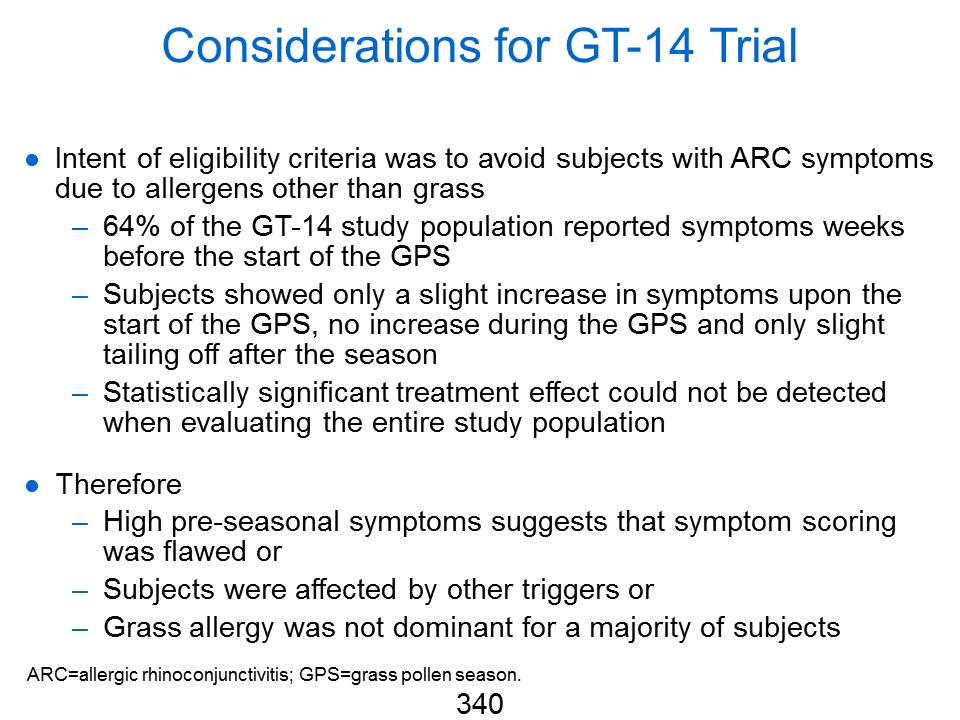 Considerations for GT-14 Trial
● Intent of eligibility criteria was to avoid subjects with ARC symptoms
due to allergens other than grass
– 64% of the GT-14 study population reported symptoms weeks
before the start of the GPS
– Subjects showed only a slight increase in symptoms upon the
start of the GPS, no increase during the GPS and only slight
tailing off after the season
– Statistically significant treatment effect could not be detected
when evaluating the entire study population
● Therefore
– High pre-seasonal symptoms suggests that symptom scoring
was flawed or
– Subjects were affected by other triggers or
– Grass allergy was not dominant for a majority of subjects
ARC=allergic rhinoconjunctivitis; GPS=grass pollen season.
340